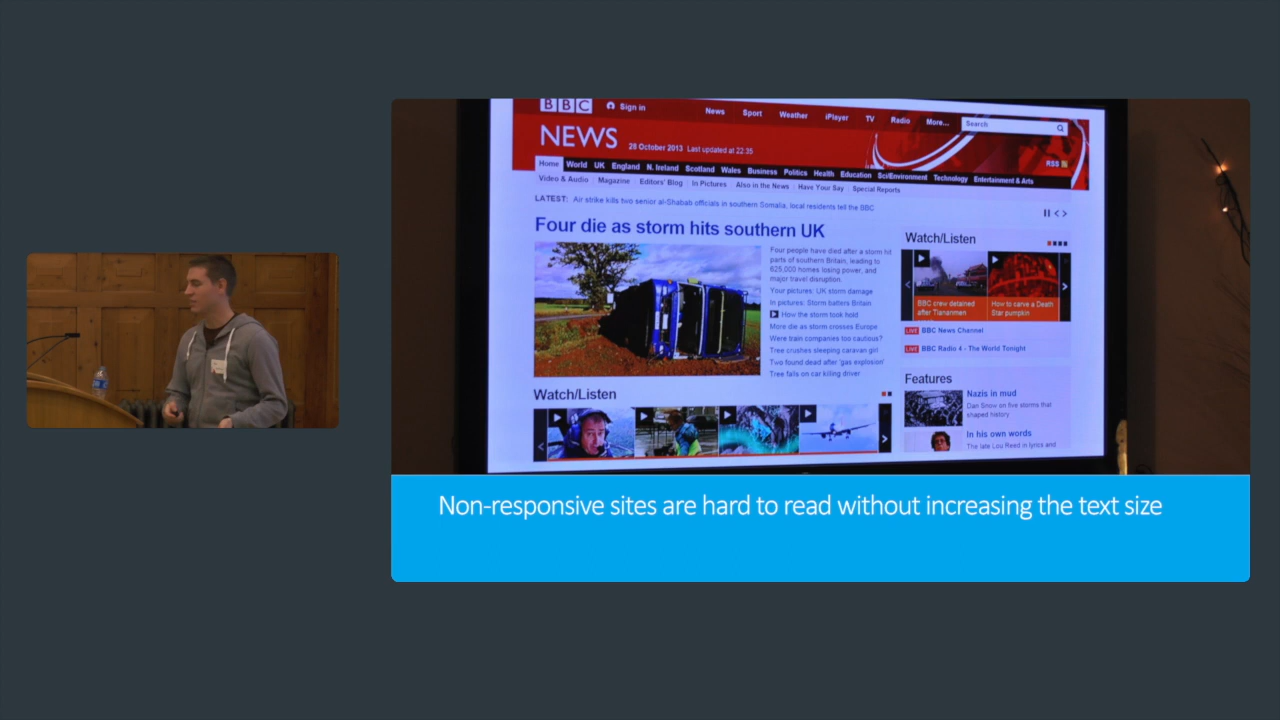 BBC
Sign in
News Sport Weather iPlayer TV Radio More... Search
NEWS
28 October 2013 Last updated at 22:35
RSS
Home World UK England N. Ireland Scotland Wales Business Politics Health Education Sci/Environment Technology Entertainment & Arts
Video & Audio Magazine Editors' Blog In Pictures Also in the News Have Your Say Special Reports
LATEST: Air strike kills two senior al-Shabab officials in southern Somalia, local residents tell the BBC
Four die as storm hits southern UK
Four people have died after a storm hit
parts of southern Britain, leading to
625,000 homes losing power, and
major travel disruption.
Your pictures: UK storm damage
In pictures: Storm batters Britain
How the storm took hold
More die as storm crosses Europe
Were train companies too cautious?
Tree crushes sleeping caravan girl
Two found dead after 'gas explosion'
Tree falls on car killing driver
Watch/Listen
Watch/Listen
BBC crew detained
after Tiananmen
How to carve a Death
Star pumpkin
LIVE BBC News Channel
LIVE BBC Radio 4 - The World Tonight
Features
Nazis in mud
Dan Snow on five storms that
shaped history
In his own words
The late Lou Reed in lyrics and
Non-responsive sites are hard to read without increasing the text size